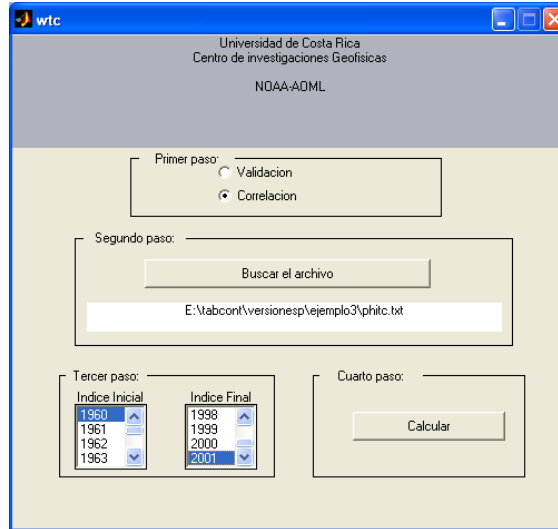 wtc
Universidad de Costa Rica
Centro de investigaciones Geofisicas
NOAA-AOML
Primer paso:
Validacion
Correlacion
Segundo paso:
Buscar el archivo
E:\tabcont\versionesp\ejemplo3\phitc.txt
Tercer paso:
Indice Inicial
1960
1961
1962
1963
Indice Final
1998
1999
2000
2001
Cuarto paso:
Calcular